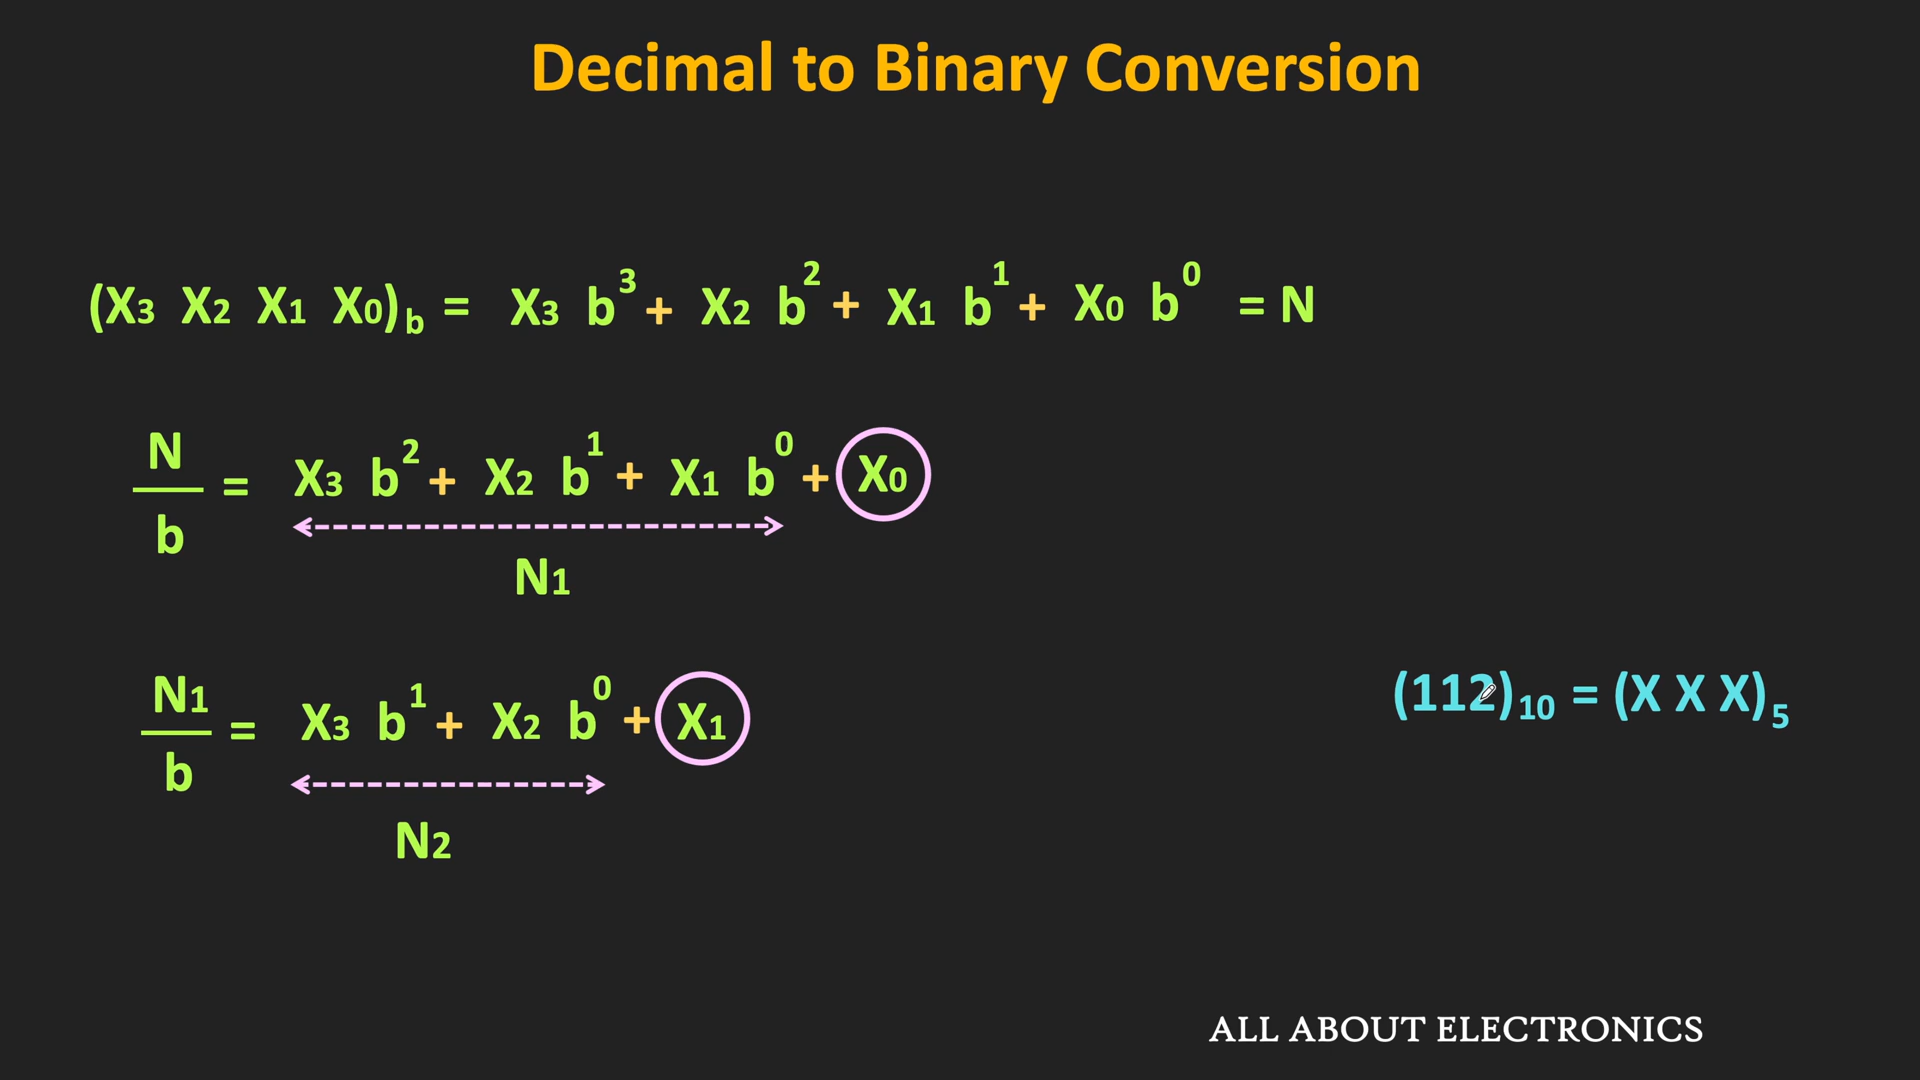 Decimal to Binary Conversion
(X₃ X₂ X₁ X₀)b = X₃ b³ + X₂ b² + X₁ b¹ + X₀ b⁰ = N
N/b = X₃ b² + X₂ b¹ + X₁ b⁰ + X₀
N₁
N₁/b = X₃ b¹ + X₂ b⁰ + X₁
(112)₁₀ = (X X X)₅
N₂
ALL ABOUT ELECTRONICS